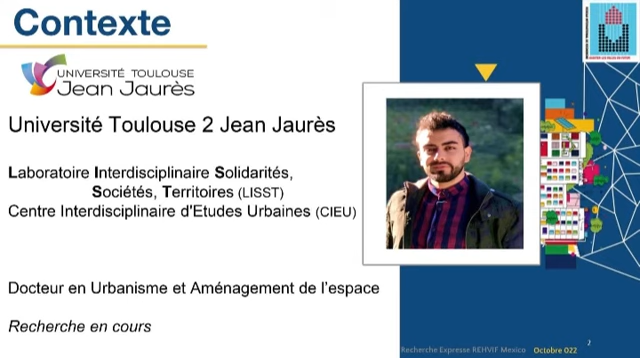 Contexte
UNIVERSITÉ TOULOUSE
Jean Jaurès
Université Toulouse 2 Jean Jaurès
Laboratoire Interdisciplinaire Solidarités,
Sociétés, Territoires (LISST)
Centre Interdisciplinaire d'Etudes Urbaines (CIEU)
Docteur en Urbanisme et Aménagement de l'espace
Recherche en cours
Recherche Expresse REHVIF Mexico
Octobre 022
2